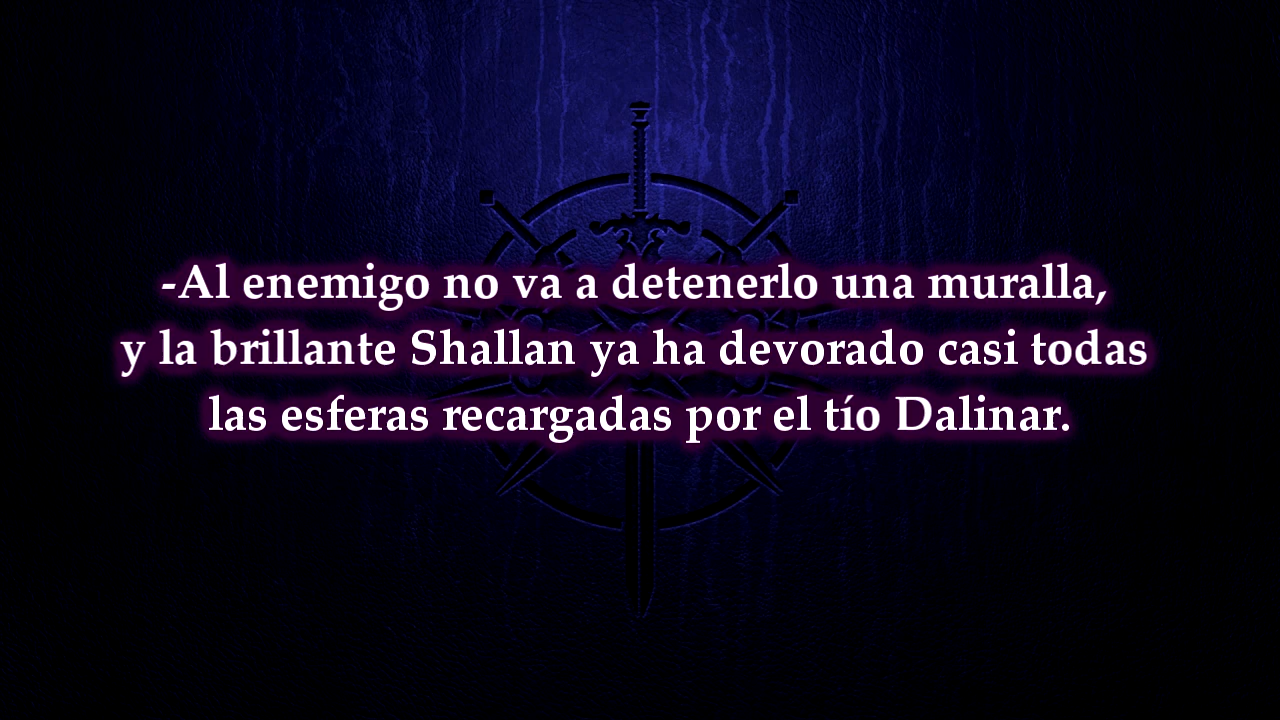 -Al enemigo no va a detenerlo una muralla,
y la brillante Shallan ya ha devorado casi todas
las esferas recargadas por el tío Dalinar.